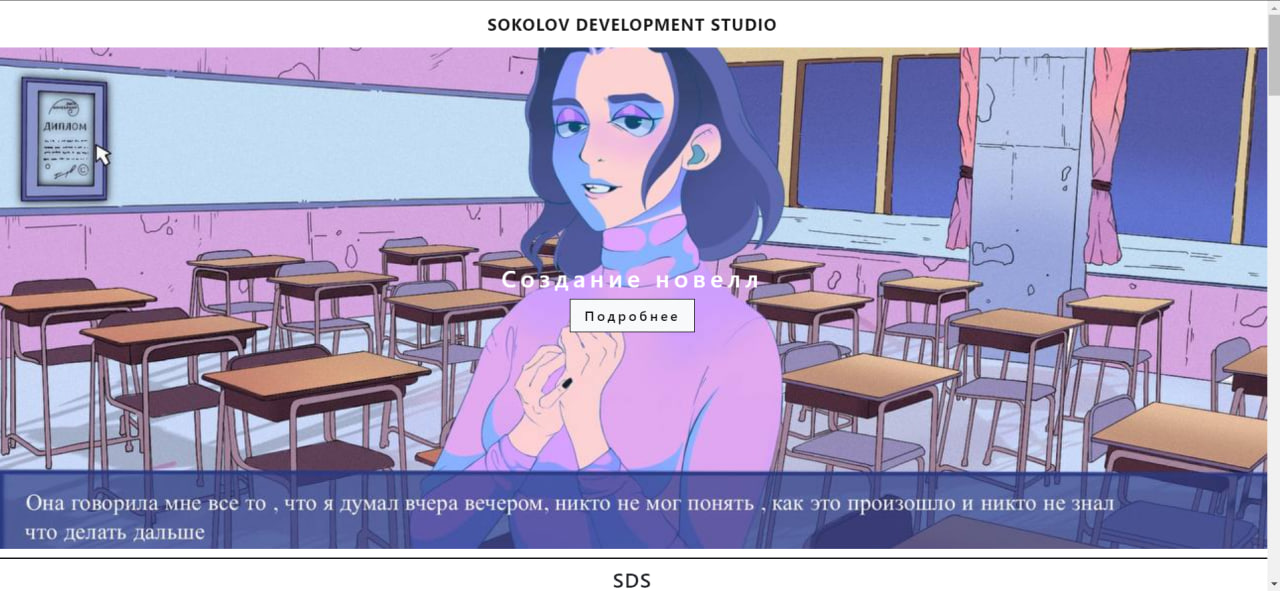 SOKOLOV DEVELOPMENT STUDIO
ДИПЛОМ
Создание новелл
Подробнее
Она говорила мне все то , что я думал вчера вечером, никто не мог понять , как это произошло и никто не знал
что делать дальше
SDS